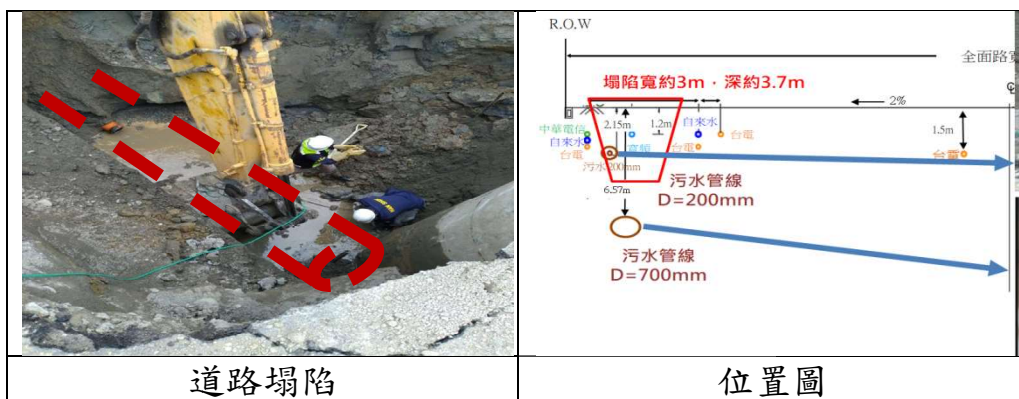 R.O.W
全面路寬
塌陷寬約3m，深約3.7m
2%
2.15m
1.2m
自來水
1.5m
中華電信
自來水
台電
寬頻
台電
台電
台電
污水200mm
污水管線
D=200mm
6.57m
污水管線
D=700mm
道路塌陷
位置圖